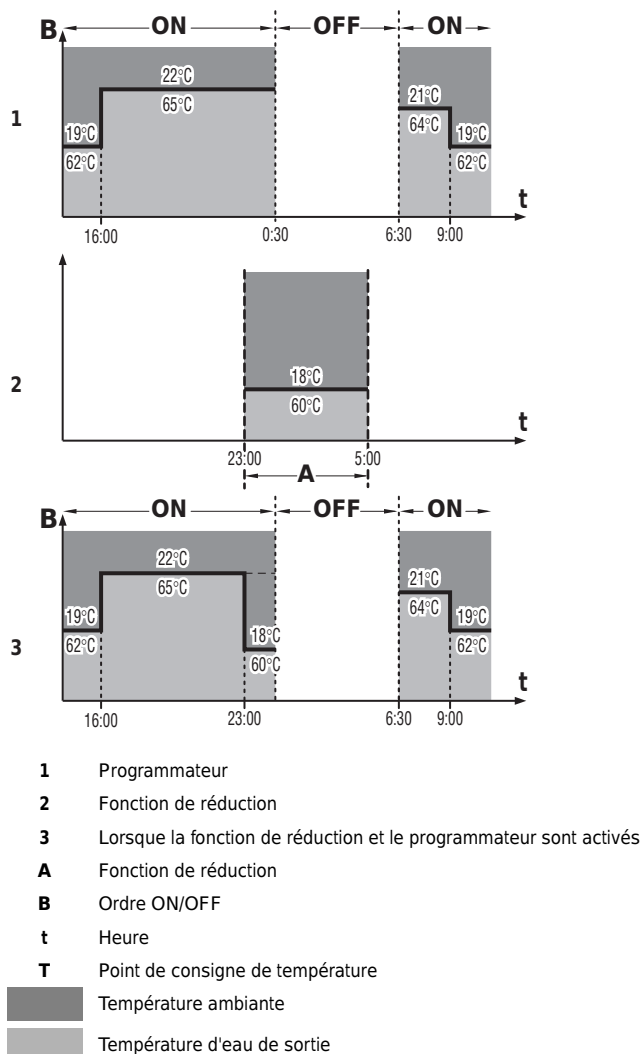 B ON OFF ON
22°C
65°C
21°C
64°C
19°C
62°C
19°C
62°C
1
t
16:00 0:30 6:30 9:00
18°C
60°C
2
t
23:00 5:00
A
B ON OFF ON
22°C
65°C
21°C
64°C
19°C
62°C
18°C
60°C
19°C
62°C
3
t
16:00 23:00 6:30 9:00
1 Programmateur
2 Fonction de réduction
3 Lorsque la fonction de réduction et le programmateur sont activés
A Fonction de réduction
B Ordre ON/OFF
t Heure
T Point de consigne de température
Température ambiante
Température d'eau de sortie